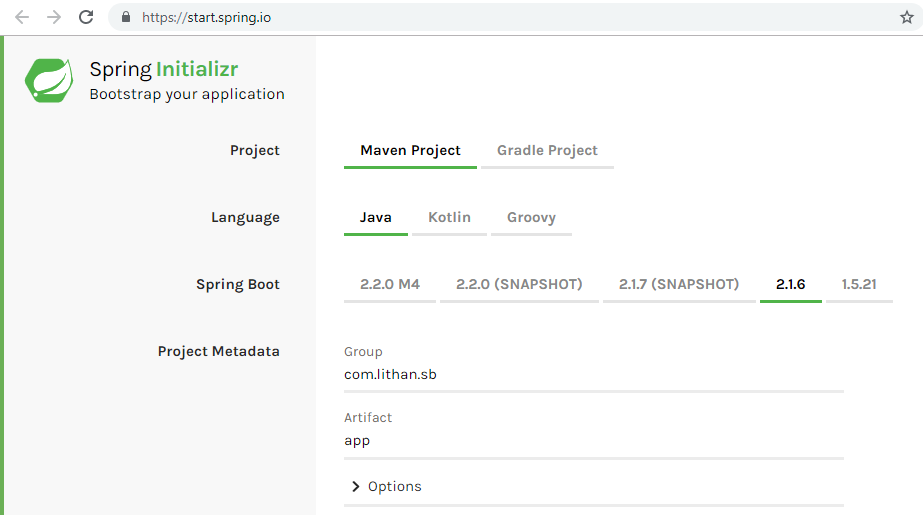 https://start.spring.io
Spring Initializr
Bootstrap your application
Project
Maven Project Gradle Project
Language
Java Kotlin Groovy
Spring Boot
2.2.0 M4 2.2.0 (SNAPSHOT) 2.1.7 (SNAPSHOT) 2.1.6 1.5.21
Project Metadata
Group
com.lithan.sb
Artifact
app
Options